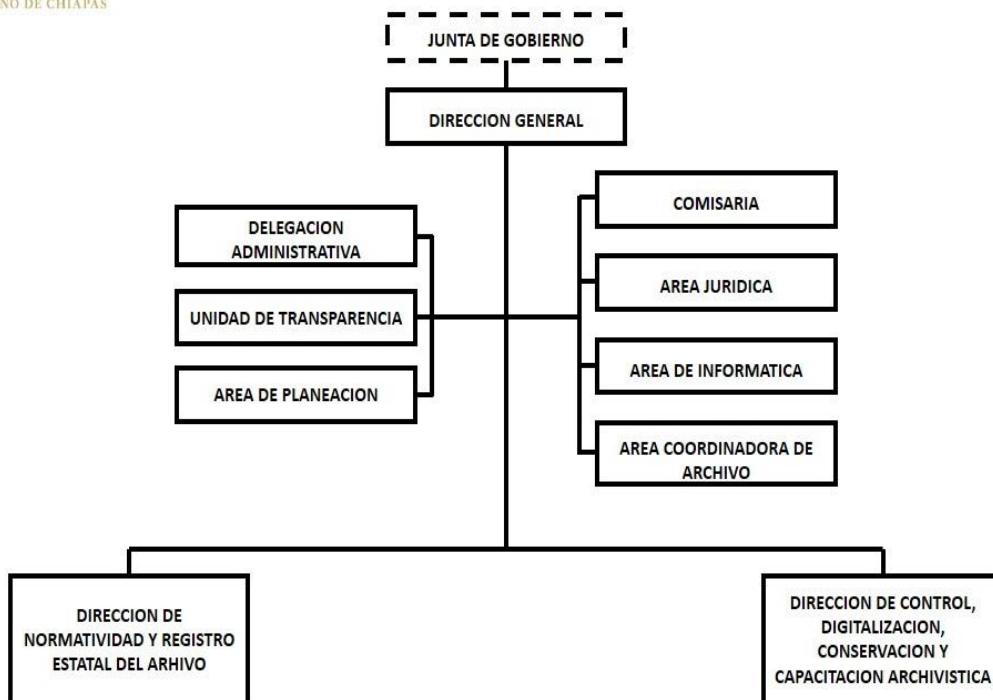 NO DE CHIAPAS
JUNTA DE GOBIERNO
DIRECCION GENERAL
DELEGACION
ADMINISTRATIVA
UNIDAD DE TRANSPARENCIA
AREA DE PLANEACION
COMISARIA
AREA JURIDICA
AREA DE INFORMATICA
AREA COORDINADORA DE
ARCHIVO
DIRECCION DE
NORMATIVIDAD Y REGISTRO
ESTATAL DEL ARHIVO
DIRECCION DE CONTROL,
DIGITALIZACION,
CONSERVACION Y
CAPACITACION ARCHIVISTICA